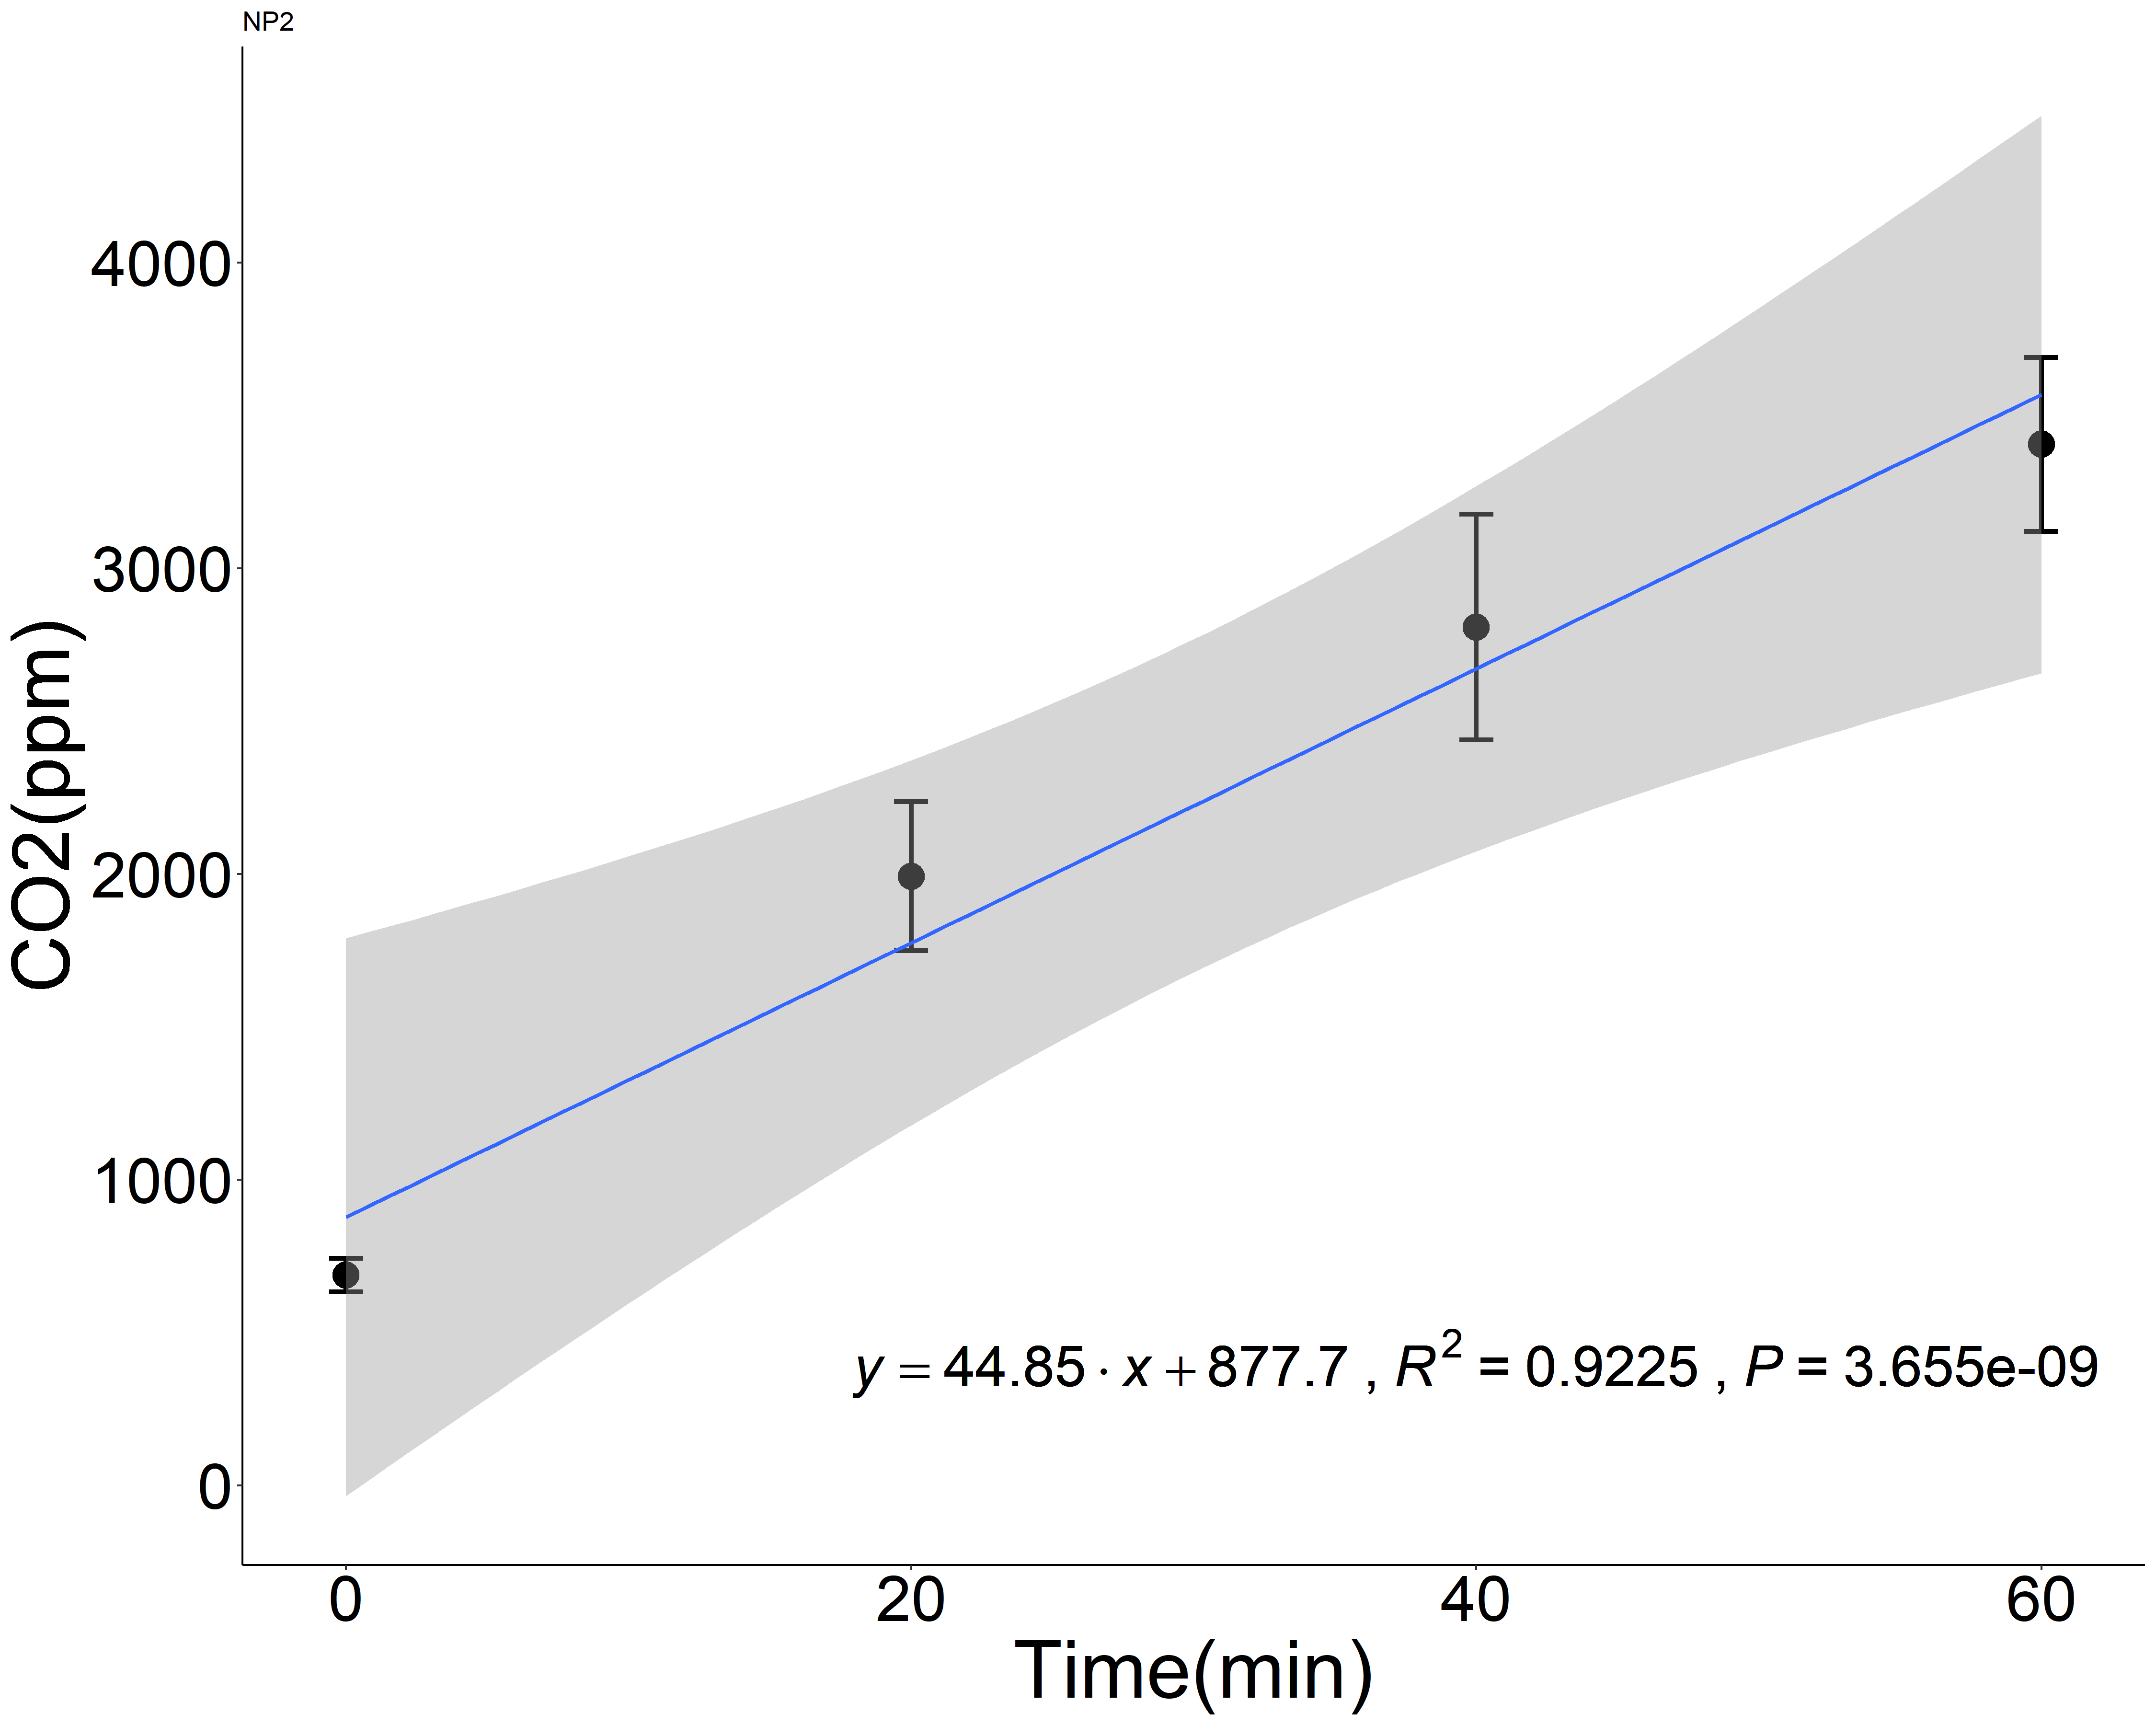 NP2
CO2(ppm)
4000
3000
2000
1000
0
y = 44.85 · x + 877.7 , R² = 0.9225 , P = 3.655e-09
0 20 40 60
Time(min)